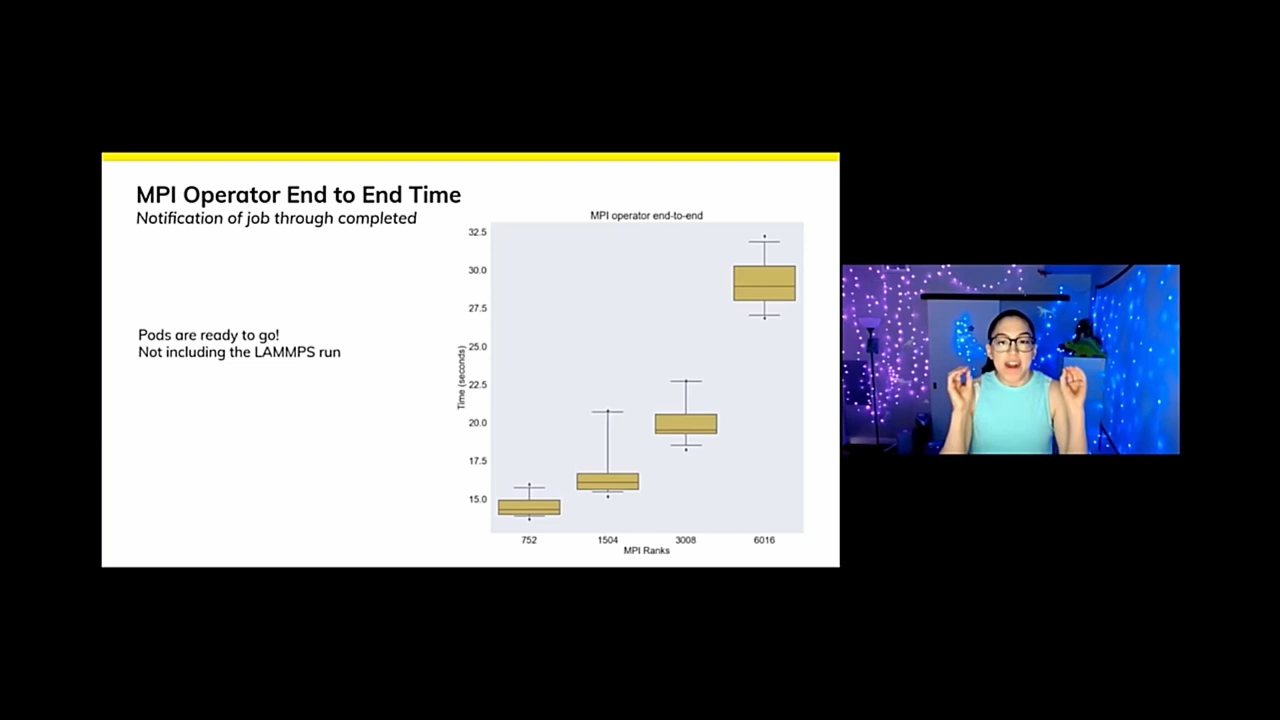 MPI Operator End to End Time
Notification of job through completed
Pods are ready to go!
Not including the LAMMPS run
MPI operator end-to-end
32.5
30.0
27.5
25.0
22.5
20.0
17.5
15.0
Time (seconds)
752 1504 3008 6016
MPI Ranks